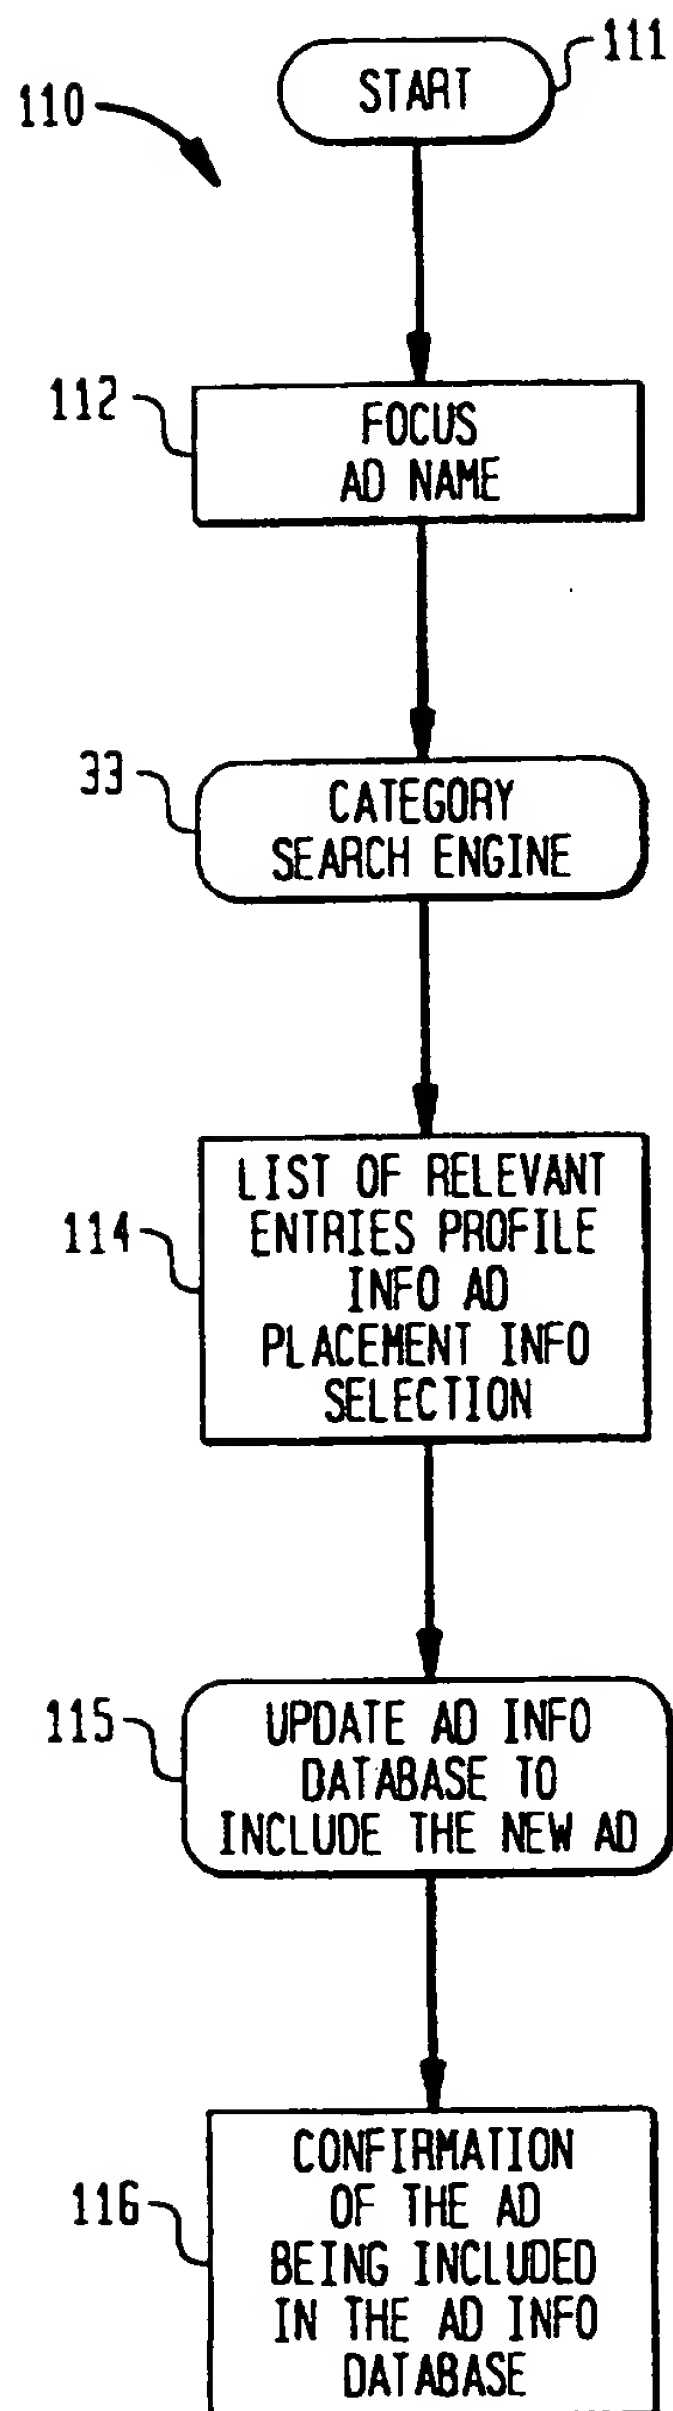 111
START
110
112
FOCUS
AD NAME
33
CATEGORY
SEARCH ENGINE
LIST OF RELEVANT
114
ENTRIES PROFILE
INFO AD
PLACEMENT INFO
SELECTION
115
UPDATE AD INFO
DATABASE TO
INCLUDE THE NEW AD
116
CONFIRMATION
OF THE AD
BEING INCLUDED
IN THE AD INFO
DATABASE